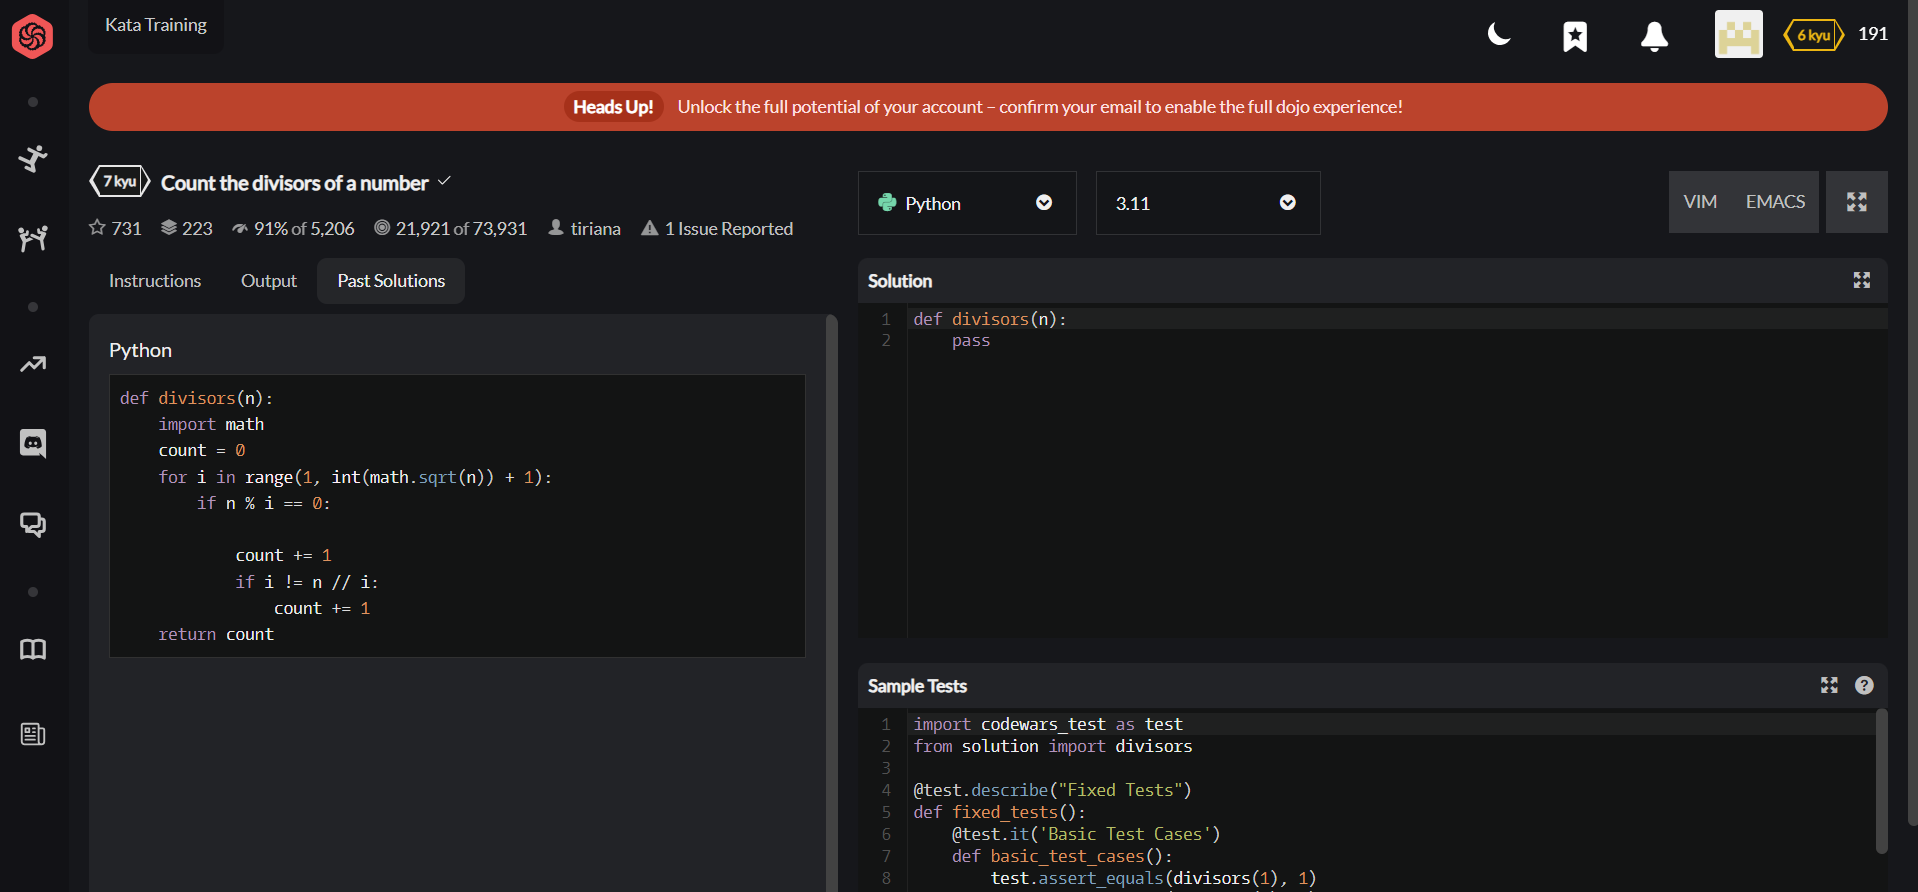 Kata Training
6 kyu 191
Heads Up! Unlock the full potential of your account – confirm your email to enable the full dojo experience!
7 kyu Count the divisors of a number
731 223 91% of 5,206 21,921 of 73,931 tiriana 1 Issue Reported
Python 3.11 VIM EMACS
Instructions Output Past Solutions
Python
def divisors(n):
    import math
    count = 0
    for i in range(1, int(math.sqrt(n)) + 1):
        if n % i == 0:
            count += 1
            if i != n // i:
                count += 1
    return count
Solution
1 def divisors(n):
2     pass
Sample Tests
1 import codewars_test as test
2 from solution import divisors
3
4 @test.describe("Fixed Tests")
5 def fixed_tests():
6     @test.it('Basic Test Cases')
7     def basic_test_cases():
8         test.assert_equals(divisors(1), 1)